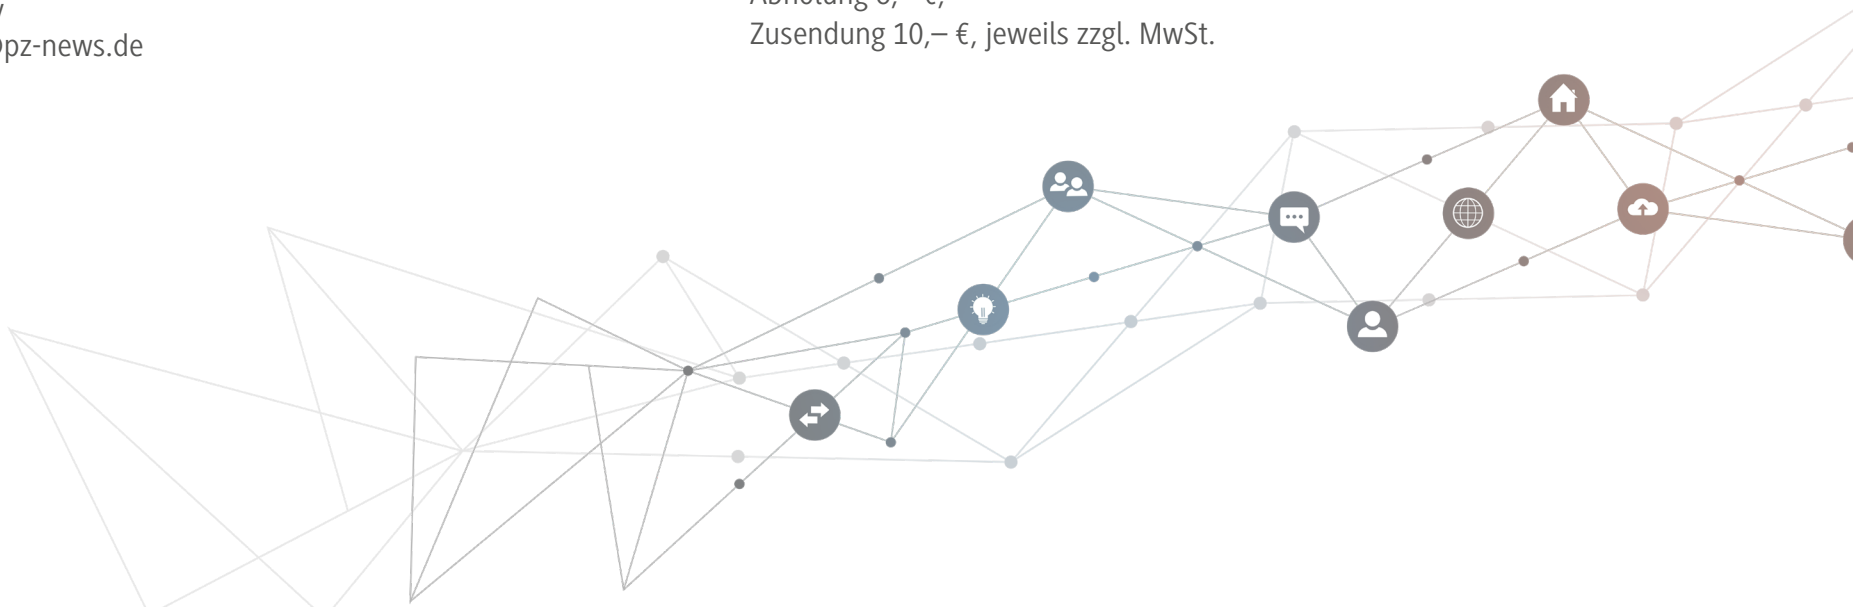 pz-news.de
Zusendung 10,– €, jeweils zzgl. MwSt.